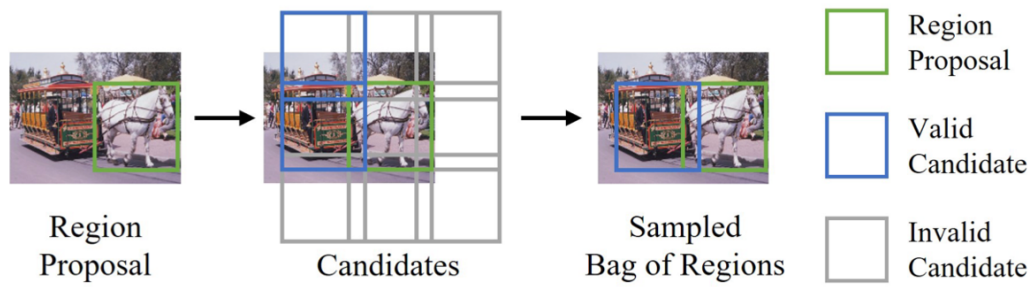 Region
Proposal
Candidates
Sampled
Bag of Regions
Region
Proposal
Valid
Candidate
Invalid
Candidate